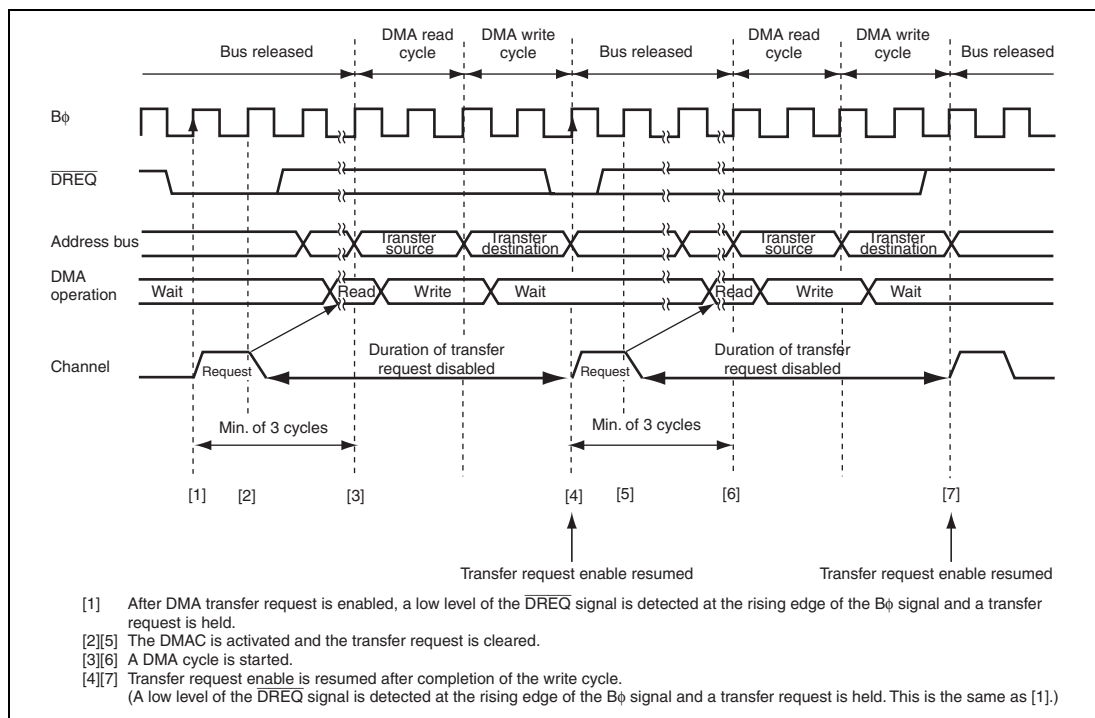 DMA read cycle
DMA write cycle
DMA read cycle
DMA write cycle
Bus released
Bus released
Bus released
Bϕ
DREQ
Address bus
Transfer source
Transfer destination
Transfer source
Transfer destination
DMA operation
Wait
Read
Write
Wait
Read
Write
Wait
Channel
Request
Duration of transfer request disabled
Request
Duration of transfer request disabled
Min. of 3 cycles
Min. of 3 cycles
[1]
[2]
[3]
[4]
[5]
[6]
[7]
Transfer request enable resumed
Transfer request enable resumed
[1] After DMA transfer request is enabled, a low level of the DREQ signal is detected at the rising edge of the Bϕ signal and a transfer
request is held.
[2][5] The DMAC is activated and the transfer request is cleared.
[3][6] A DMA cycle is started.
[4][7] Transfer request enable is resumed after completion of the write cycle.
(A low level of the DREQ signal is detected at the rising edge of the Bϕ signal and a transfer request is held. This is the same as [1].)